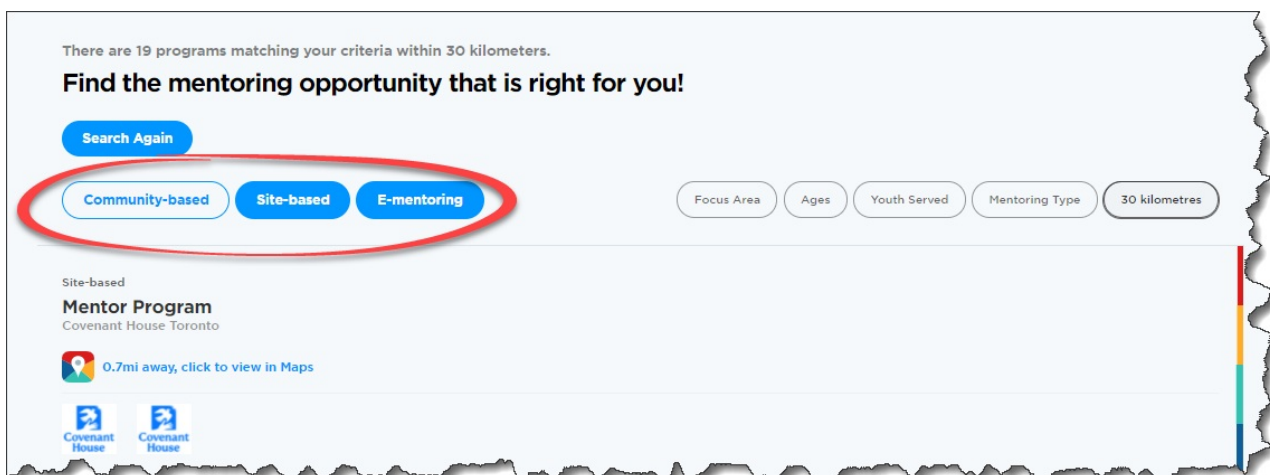 There are 19 programs matching your criteria within 30 kilometers.
Find the mentoring opportunity that is right for you!
Search Again
Community-based Site-based E-mentoring Focus Area Ages Youth Served Mentoring Type 30 kilometres
Site-based
Mentor Program
Covenant House Toronto
0.7mi away, click to view in Maps
Covenant House
Covenant House